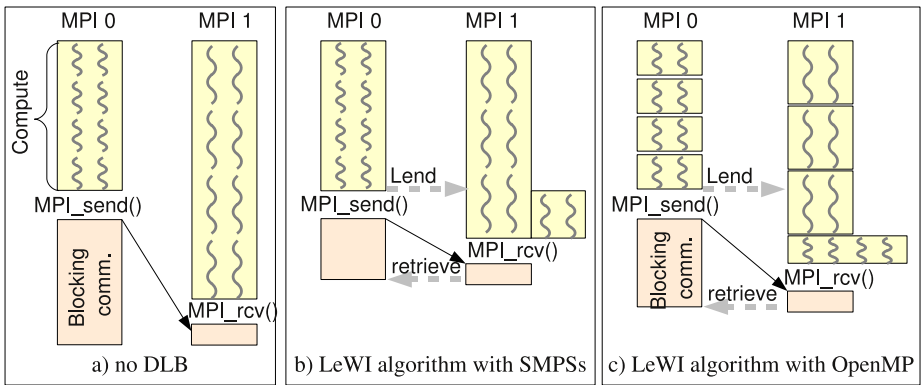 MPI 0
MPI 1
Compute
MPI_send()
Blocking
comm.
MPI_rcv()
a) no DLB
MPI 0
MPI 1
Lend
MPI_send()
MPI_rcv()
retrieve
b) LeWI algorithm with SMPSs
MPI 0
MPI 1
Lend
MPI_send()
Blocking
comm.
MPI_rcv()
retrieve
c) LeWI algorithm with OpenMP